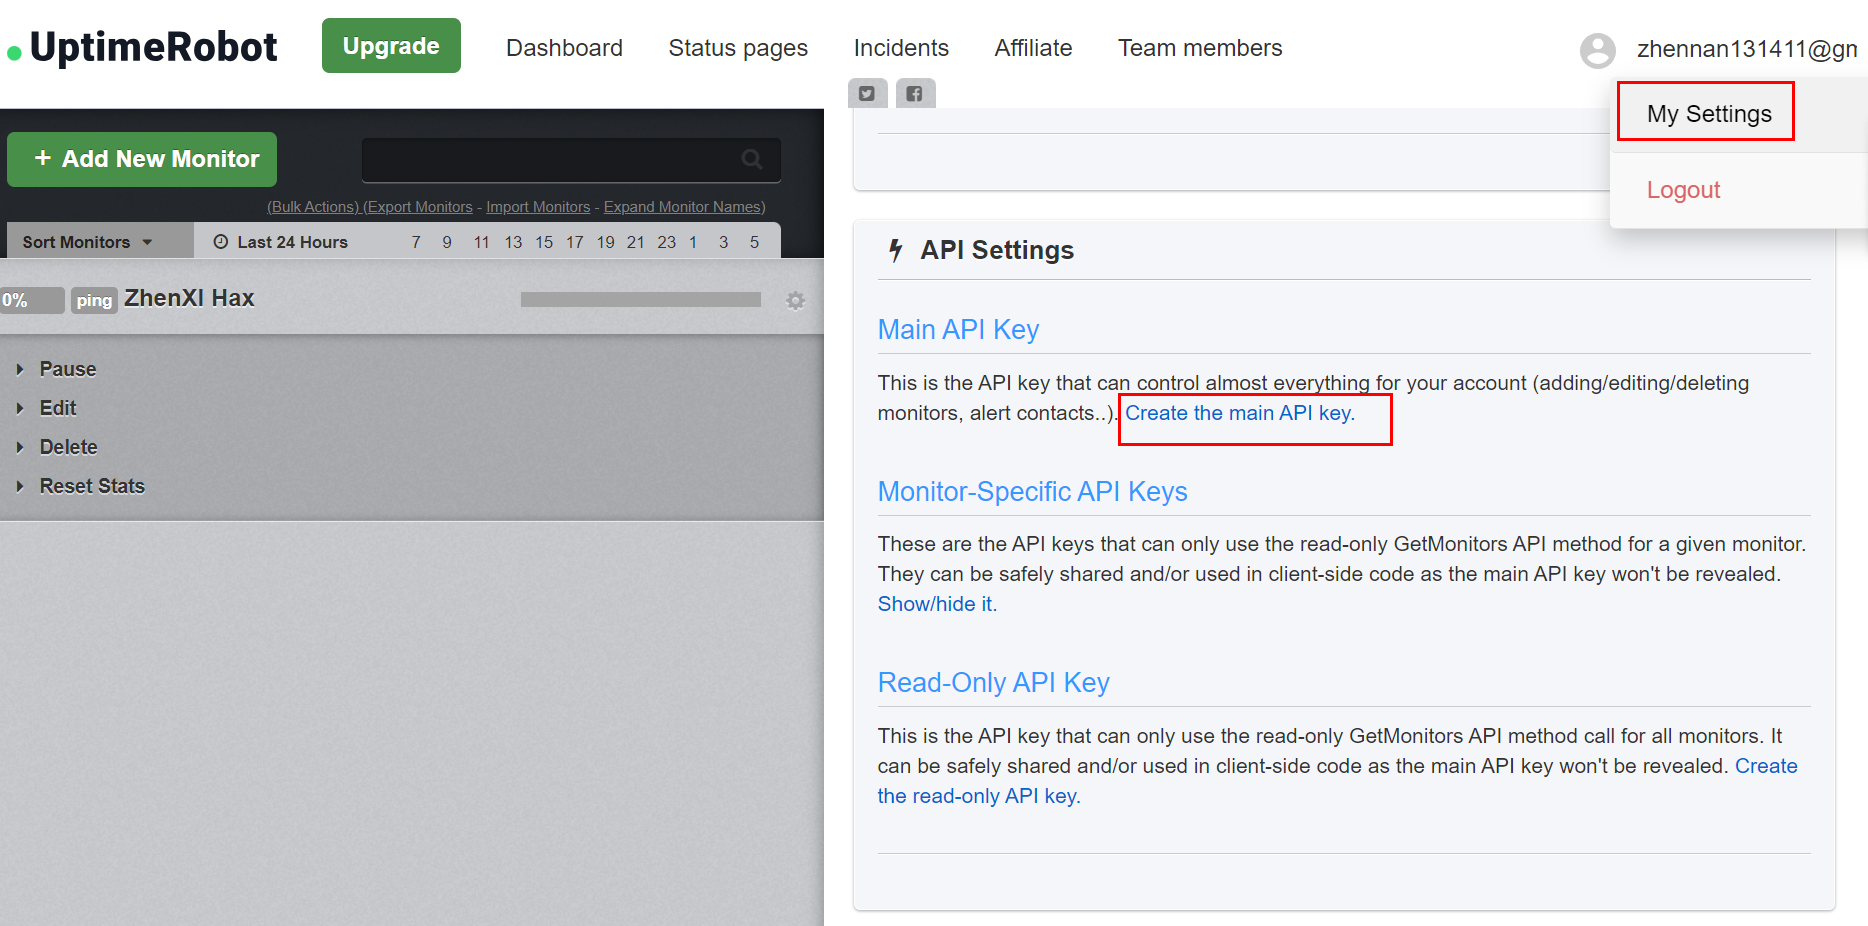 UptimeRobot
Upgrade
Dashboard
Status pages
Incidents
Affiliate
Team members
zhennan131411@gm
My Settings
Logout
+ Add New Monitor
(Bulk Actions) (Export Monitors - Import Monitors - Expand Monitor Names)
Sort Monitors
Last 24 Hours
7 9 11 13 15 17 19 21 23 1 3 5
0%
ping
ZhenXI Hax
Pause
Edit
Delete
Reset Stats
API Settings
Main API Key
This is the API key that can control almost everything for your account (adding/editing/deleting
monitors, alert contacts..). Create the main API key.
Monitor-Specific API Keys
These are the API keys that can only use the read-only GetMonitors API method for a given monitor.
They can be safely shared and/or used in client-side code as the main API key won't be revealed.
Show/hide it.
Read-Only API Key
This is the API key that can only use the read-only GetMonitors API method call for all monitors. It
can be safely shared and/or used in client-side code as the main API key won't be revealed. Create
the read-only API key.